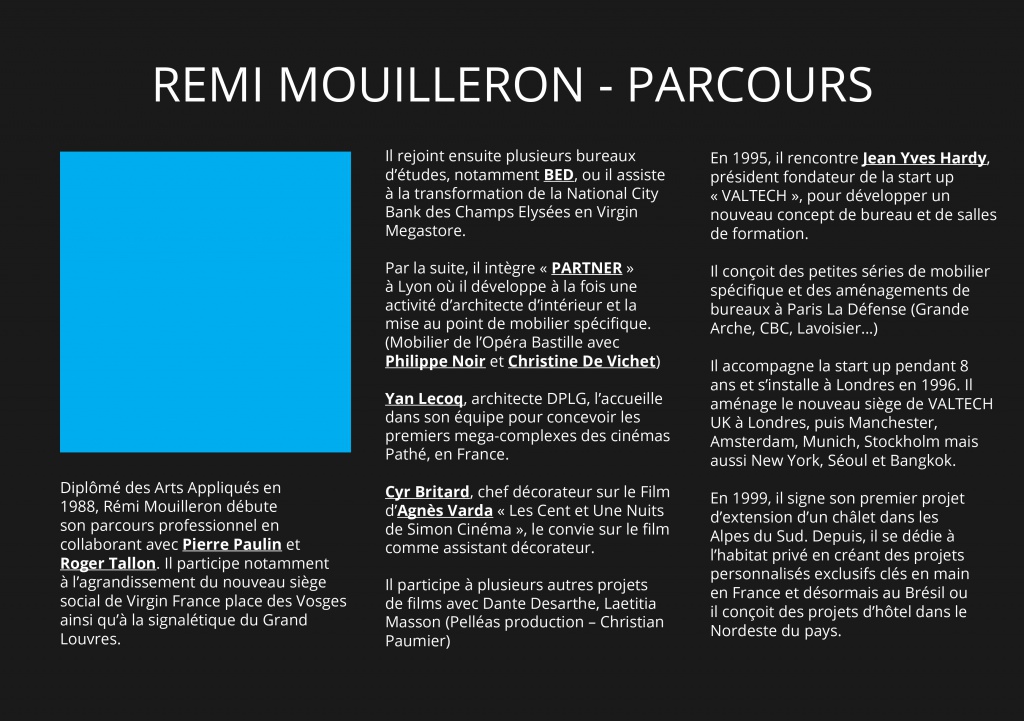 REMI MOUILLERON - PARCOURS
Diplômé des Arts Appliqués en
1988, Rémi Mouilleron débute
son parcours professionnel en
collaborant avec Pierre Paulin et
Roger Tallon. Il participe notamment
à l’agrandissement du nouveau siège
social de Virgin France place des Vosges
ainsi qu’à la signalétique du Grand
Louvres.
Il rejoint ensuite plusieurs bureaux
d’études, notamment BED, ou il assiste
à la transformation de la National City
Bank des Champs Elysées en Virgin
Megastore.
Par la suite, il intègre « PARTNER »
à Lyon où il développe à la fois une
activité d’architecte d’intérieur et la
mise au point de mobilier spécifique.
(Mobilier de l’Opéra Bastille avec
Philippe Noir et Christine De Vichet)
Yan Lecoq, architecte DPLG, l’accueille
dans son équipe pour concevoir les
premiers mega-complexes des cinémas
Pathé, en France.
Cyr Britard, chef décorateur sur le Film
d’Agnès Varda « Les Cent et Une Nuits
de Simon Cinéma », le convie sur le film
comme assistant décorateur.
Il participe à plusieurs autres projets
de films avec Dante Desarthe, Laetitia
Masson (Pelléas production – Christian
Paumier)
En 1995, il rencontre Jean Yves Hardy,
président fondateur de la start up
« VALTECH », pour développer un
nouveau concept de bureau et de salles
de formation.
Il conçoit des petites séries de mobilier
spécifique et des aménagements de
bureaux à Paris La Défense (Grande
Arche, CBC, Lavoisier...)
Il accompagne la start up pendant 8
ans et s’installe à Londres en 1996. Il
aménage le nouveau siège de VALTECH
UK à Londres, puis Manchester,
Amsterdam, Munich, Stockholm mais
aussi New York, Séoul et Bangkok.
En 1999, il signe son premier projet
d’extension d’un châlet dans les
Alpes du Sud. Depuis, il se dédie à
l’habitat privé en créant des projets
personnalisés exclusifs clés en main
en France et désormais au Brésil ou
il conçoit des projets d’hôtel dans le
Nordeste du pays.